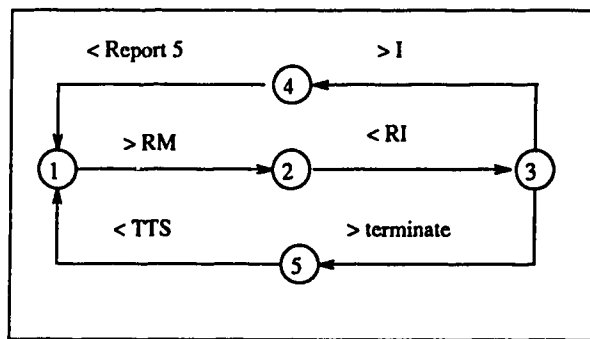 < Report 5
> I
4
> RM
< RI
1
2
3
< TTS
> terminate
5